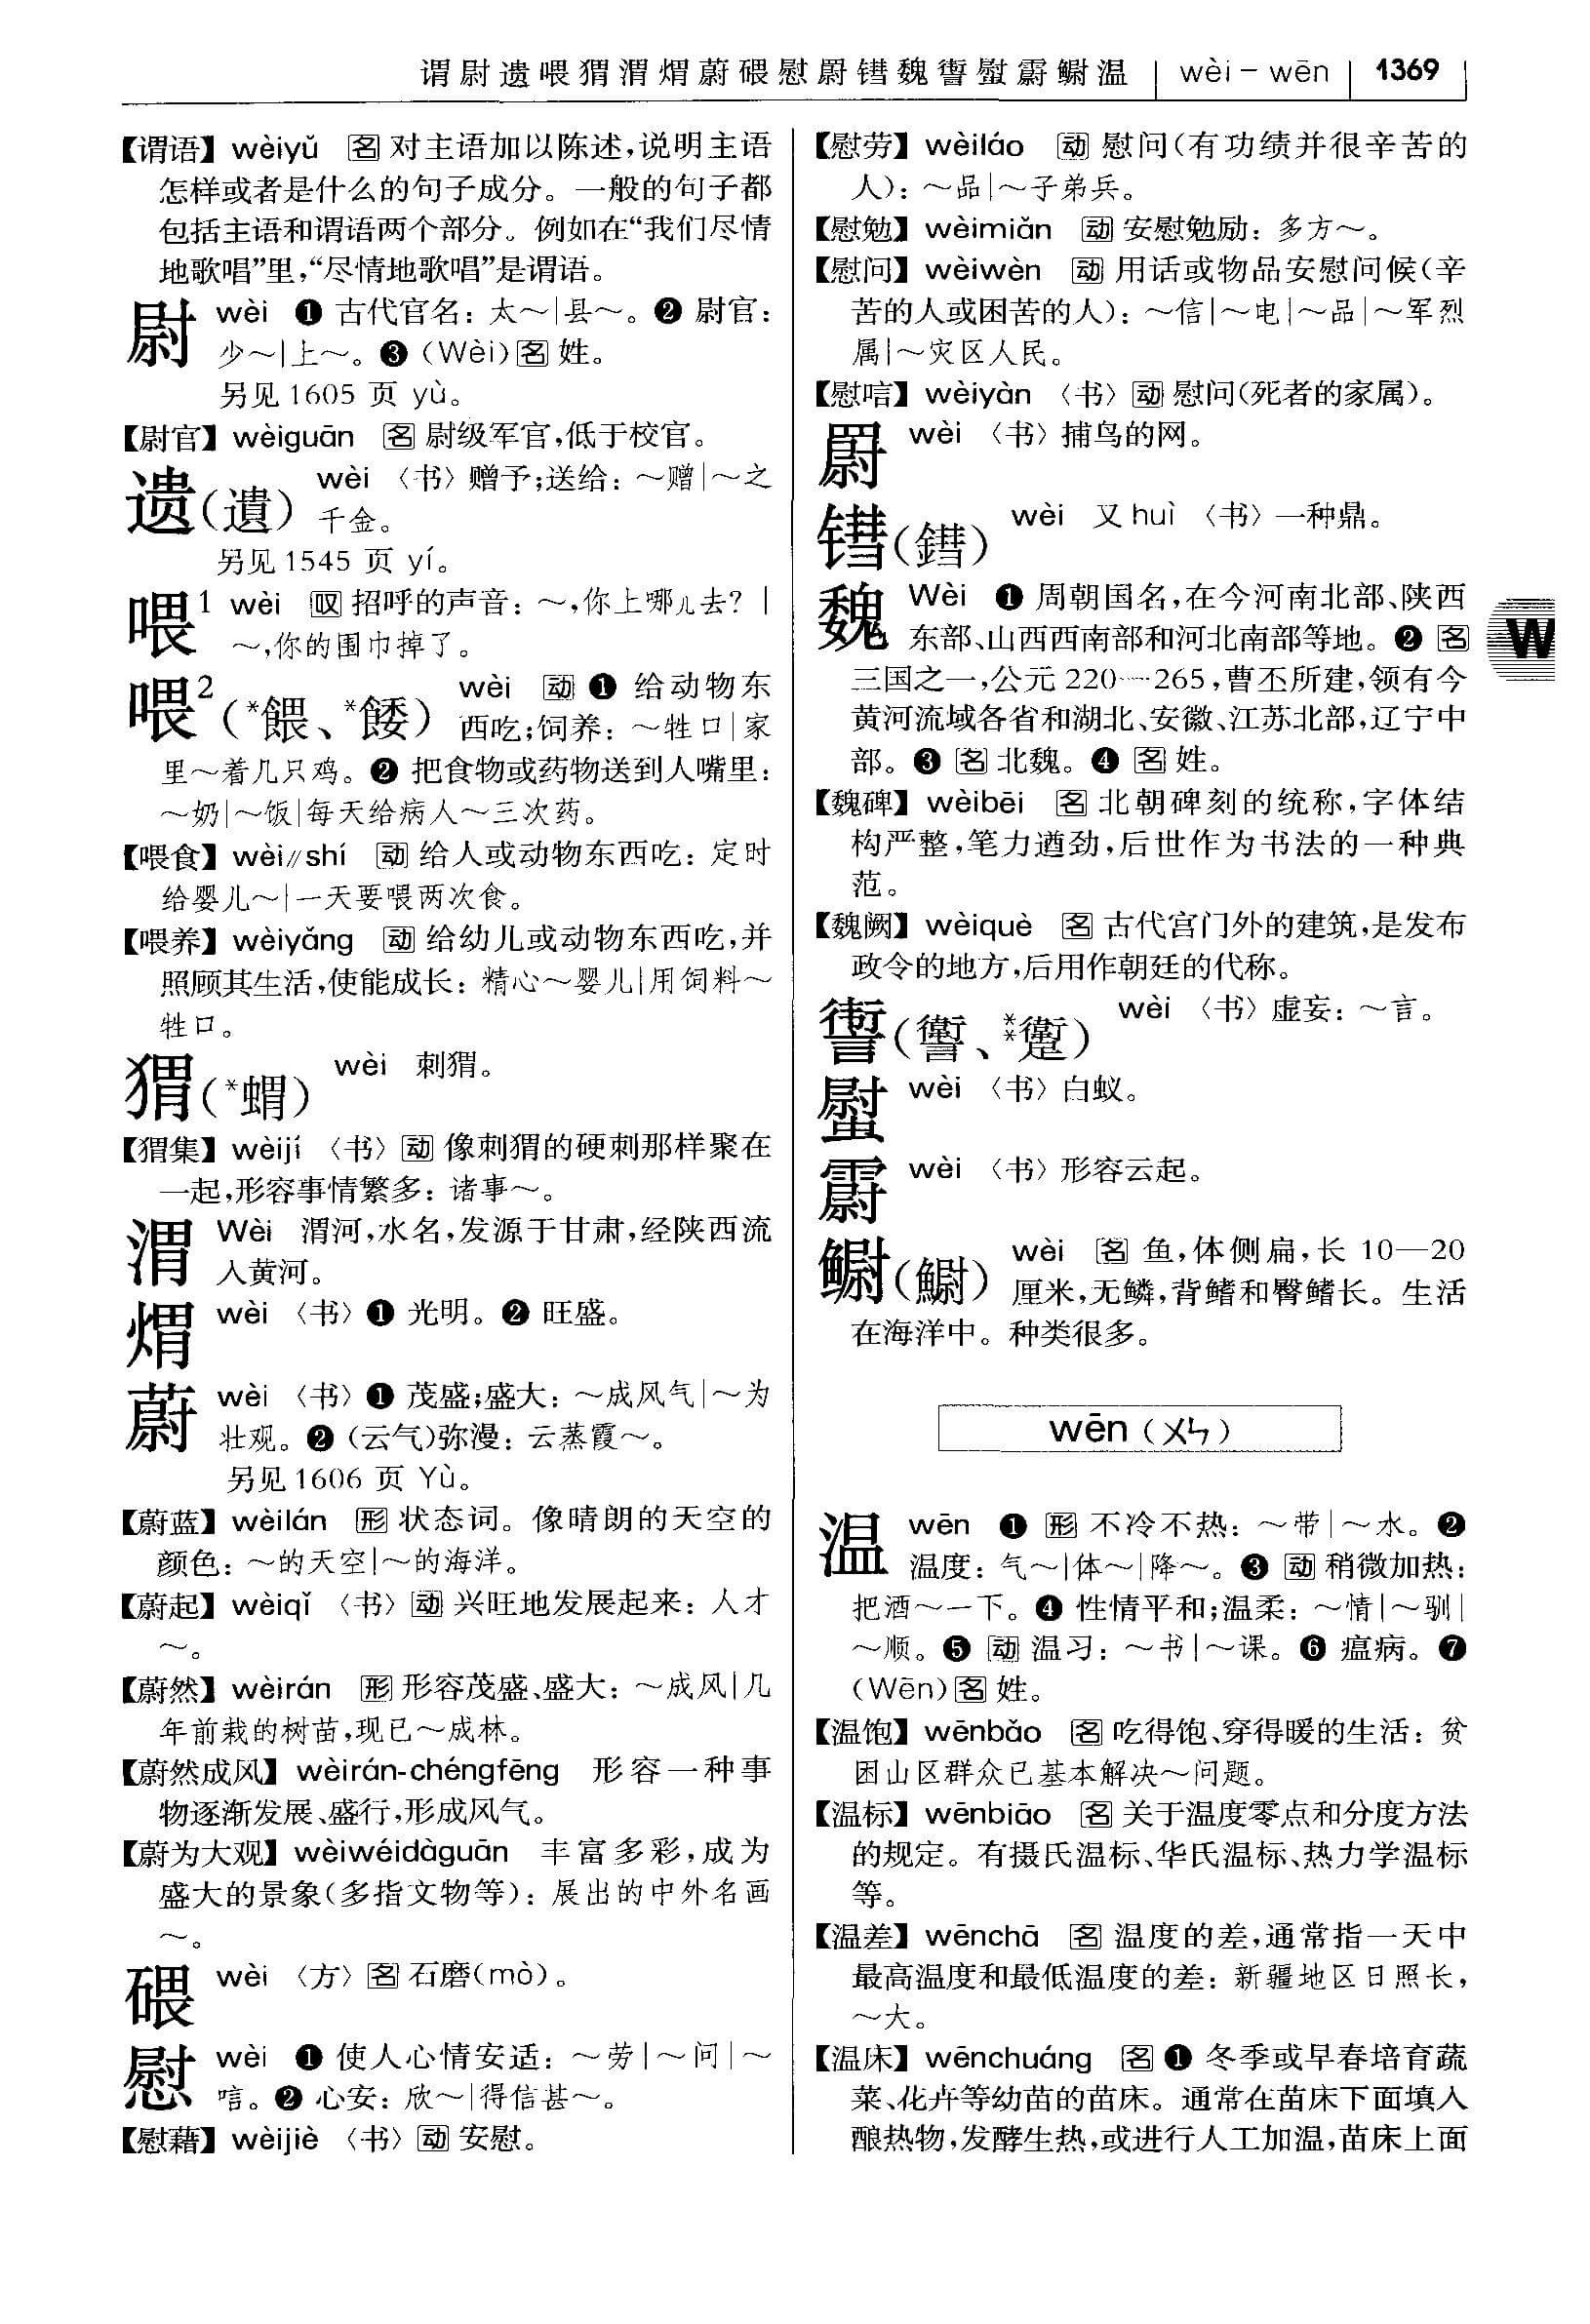 谓尉遗喂猬渭煟蔚碨慰罻𬭬魏䜜螱霨鳚温 wèi－wēn 1369
【谓语】wèiyǔ 名 对主语加以陈述，说明主语
怎样或者是什么的句子成分。一般的句子都
包括主语和谓语两个部分。例如在“我们尽情
地歌唱”里，“尽情地歌唱”是谓语。
尉 wèi ❶ 古代官名：太～|县～。❷ 尉官：
少～|上～。❸（Wèi）名 姓。
另见 1605 页 yù。
【尉官】wèiguān 名 尉级军官，低于校官。
遗（遺） wèi 〈书〉赠予；送给：～赠|～之
千金。
另见 1545 页 yí。
喂1 wèi 叹 招呼的声音：～，你上哪儿去？|
～，你的围巾掉了。
喂2（*餵、*餧） wèi 动 ❶ 给动物东
西吃；饲养：～牲口|家
里～着几只鸡。❷ 把食物或药物送到人嘴里：
～奶|～饭|每天给病人～三次药。
【喂食】wèi//shí 动 给人或动物东西吃：定时
给婴儿～|一天要喂两次食。
【喂养】wèiyǎng 动 给幼儿或动物东西吃，并
照顾其生活，使能成长：精心～婴儿|用饲料～
牲口。
猬（*蝟） wèi 刺猬。
【猬集】wèijí 〈书〉动 像刺猬的硬刺那样聚在
一起，形容事情繁多：诸事～。
渭 Wèi 渭河，水名，发源于甘肃，经陕西流
入黄河。
煟 wèi 〈书〉❶ 光明。❷ 旺盛。
蔚 wèi 〈书〉❶ 茂盛；盛大：～成风气|～为
壮观。❷（云气）弥漫：云蒸霞～。
另见 1606 页 Yù。
【蔚蓝】wèilán 形 状态词。像晴朗的天空的
颜色：～的天空|～的海洋。
【蔚起】wèiqǐ 〈书〉动 兴旺地发展起来：人才
～。
【蔚然】wèirán 形 形容茂盛、盛大：～成风|几
年前栽的树苗，现已～成林。
【蔚然成风】wèirán-chéngfēng 形容一种事
物逐渐发展、盛行，形成风气。
【蔚为大观】wèiwéidàguān 丰富多彩，成为
盛大的景象（多指文物等）：展出的中外名画
～。
碨 wèi 〈方〉名 石磨（mò）。
慰 wèi ❶ 使人心情安适：～劳|～问|～
唁。❷ 心安：欣～|得信甚～。
【慰藉】wèijiè 〈书〉动 安慰。
【慰劳】wèiláo 动 慰问（有功绩并很辛苦的
人）：～品|～子弟兵。
【慰勉】wèimiǎn 动 安慰勉励：多方～。
【慰问】wèiwèn 动 用话或物品安慰问候（辛
苦的人或困苦的人）：～信|～电|～品|～军烈
属|～灾区人民。
【慰唁】wèiyàn 〈书〉动 慰问（死者的家属）。
罻 wèi 〈书〉捕鸟的网。
𬭬（鏏） wèi 又 huì 〈书〉一种鼎。
魏 Wèi ❶ 周朝国名，在今河南北部、陕西
东部、山西西南部和河北南部等地。❷ 名
三国之一，公元 220—265，曹丕所建，领有今
黄河流域各省和湖北、安徽、江苏北部，辽宁中
部。❸ 名 北魏。❹ 名 姓。
【魏碑】wèibēi 名 北朝碑刻的统称，字体结
构严整，笔力遒劲，后世作为书法的一种典
范。
【魏阙】wèiquè 名 古代宫门外的建筑，是发布
政令的地方，后用作朝廷的代称。
wèi 〈书〉虚妄：～言。
螱 wèi 〈书〉白蚁。
霨 wèi 〈书〉形容云起。
鳚（鳚） wèi 名 鱼，体侧扁，长 10—20
厘米，无鳞，背鳍和臀鳍长。生活
在海洋中。种类很多。
W
wēn（ㄨㄣ）
温 wēn ❶ 形 不冷不热：～带|～水。❷
温度：气～|体～|降～。❸ 动 稍微加热：
把酒～一下。❹ 性情平和；温柔：～情|～驯|
～顺。❺ 动 温习：～书|～课。❻ 瘟病。❼
（Wēn）名 姓。
【温饱】wēnbǎo 名 吃得饱、穿得暖的生活：贫
困山区群众已基本解决～问题。
【温标】wēnbiāo 名 关于温度零点和分度方法
的规定。有摄氏温标、华氏温标、热力学温标
等。
【温差】wēnchā 名 温度的差，通常指一天中
最高温度和最低温度的差：新疆地区日照长，
～大。
【温床】wēnchuáng 名 ❶ 冬季或早春培育蔬
菜、花卉等幼苗的苗床。通常在苗床下面填入
酿热物，发酵生热，或进行人工加温，苗床上面